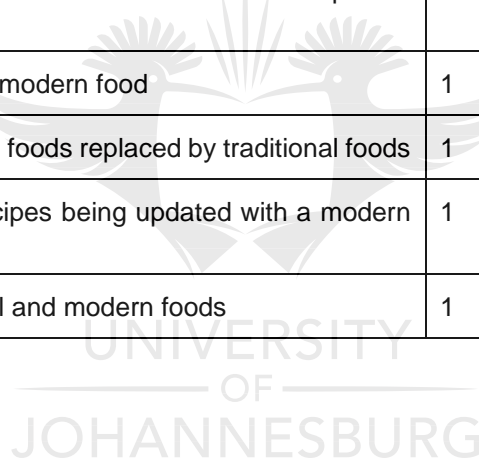 modern food 1
foods replaced by traditional foods 1
cipes being updated with a modern 1
l and modern foods 1
UNIVERSITY
OF
JOHANNESBURG